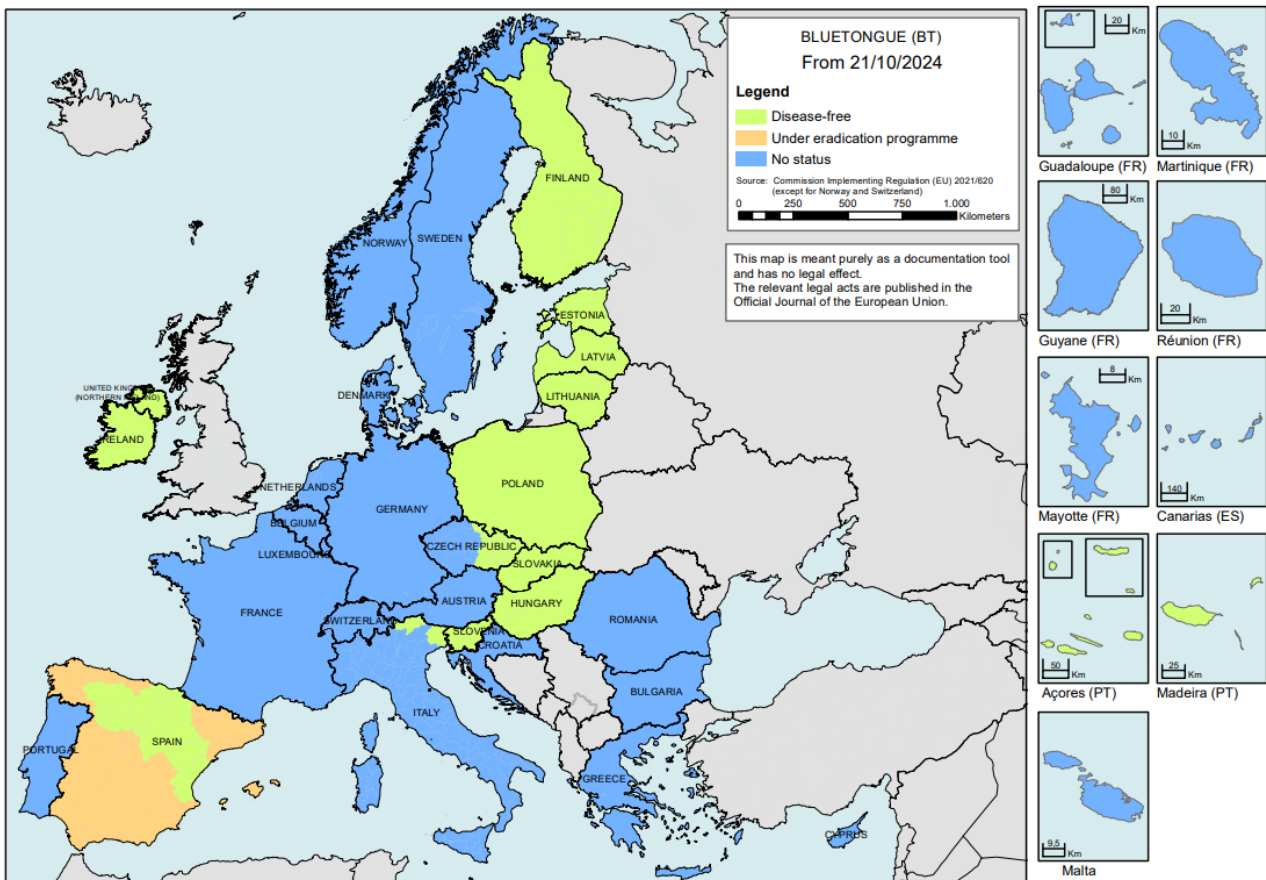 BLUETONGUE (BT)
From 21/10/2024
Legend
Disease-free
Under eradication programme
No status
Source: Commission Implementing Regulation (EU) 2021/620
(except for Norway and Switzerland)
0 250 500 750 1.000
Kilometers
This map is meant purely as a documentation tool
and has no legal effect.
The relevant legal acts are published in the
Official Journal of the European Union.
FINLAND
NORWAY
SWEDEN
ESTONIA
LATVIA
LITHUANIA
DENMARK
UNITED KINGDOM
(NORTHERN IRELAND)
IRELAND
NETHERLANDS
POLAND
GERMANY
BELGIUM
LUXEMBOURG
CZECH REPUBLIC
SLOVAKIA
AUSTRIA
HUNGARY
FRANCE
SWITZERLAND
ROMANIA
SLOVENIA
CROATIA
BULGARIA
ITALY
SPAIN
PORTUGAL
GREECE
CYPRUS
20
Km
Guadaloupe (FR)
10
Km
Martinique (FR)
80
Km
Guyane (FR)
20
Km
Réunion (FR)
8
Km
Mayotte (FR)
140
Km
Canarias (ES)
50
Km
Açores (PT)
25
Km
Madeira (PT)
9,5
Km
Malta